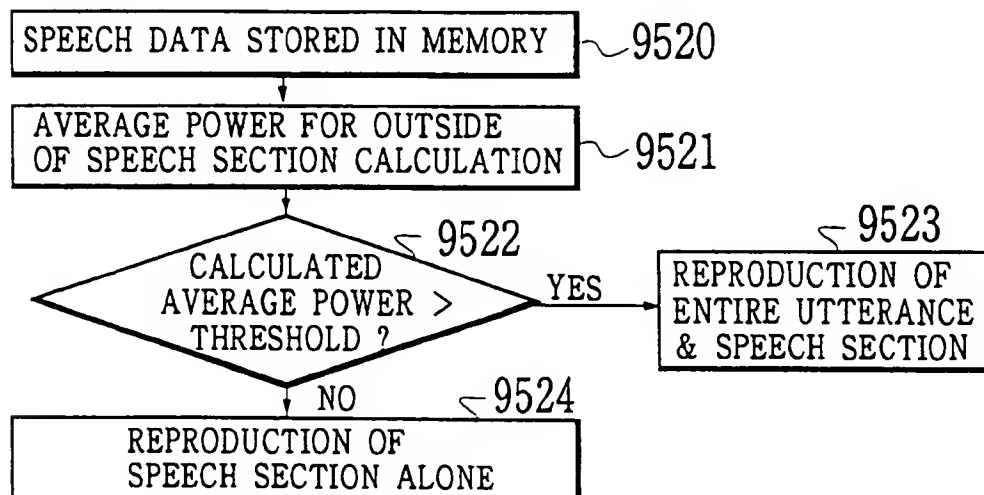 SPEECH DATA STORED IN MEMORY
9520
AVERAGE POWER FOR OUTSIDE
OF SPEECH SECTION CALCULATION
9521
9522
CALCULATED
AVERAGE POWER >
THRESHOLD ?
YES
9523
REPRODUCTION OF
ENTIRE UTTERANCE
& SPEECH SECTION
NO
9524
REPRODUCTION OF
SPEECH SECTION ALONE